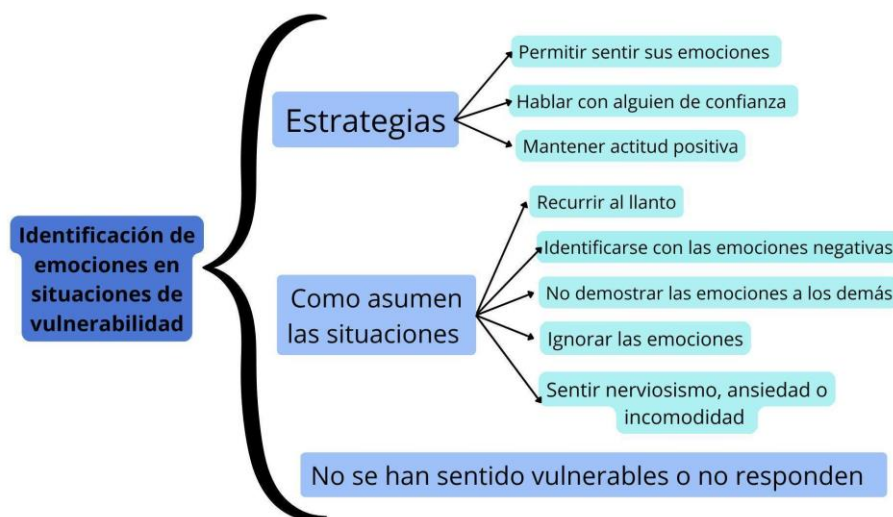 Identificación de
emociones en
situaciones de
vulnerabilidad
Estrategias
Permitir sentir sus emociones
Hablar con alguien de confianza
Mantener actitud positiva
Como asumen
las situaciones
Recurrir al llanto
Identificarse con las emociones negativas
No demostrar las emociones a los demás
Ignorar las emociones
Sentir nerviosismo, ansiedad o
incomodidad
No se han sentido vulnerables o no responden